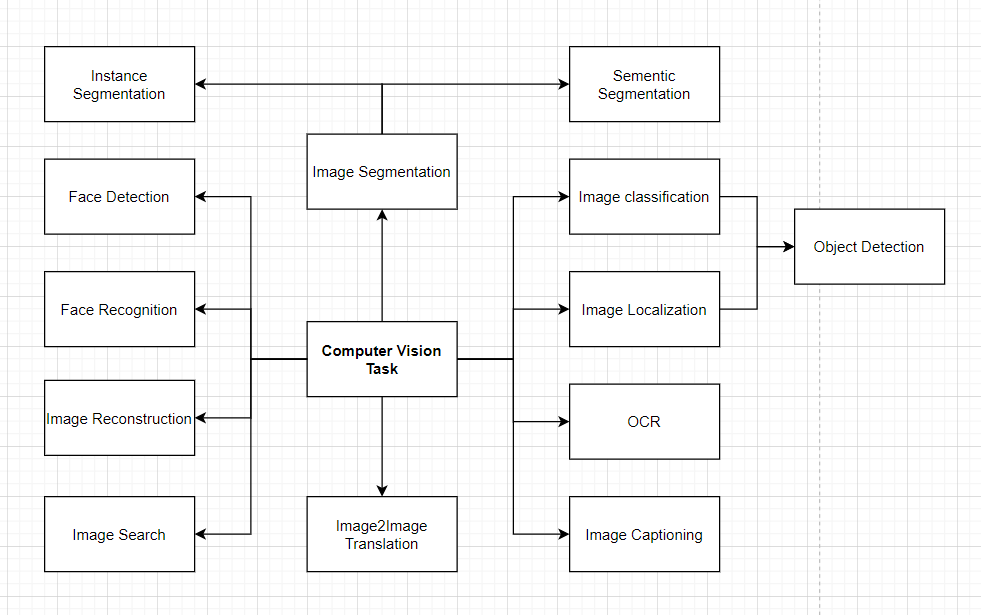 Instance
Segmentation
Sementic
Segmentation
Image Segmentation
Face Detection
Image classification
Object Detection
Face Recognition
Image Localization
Computer Vision
Task
Image Reconstruction
OCR
Image Search
Image2Image
Translation
Image Captioning